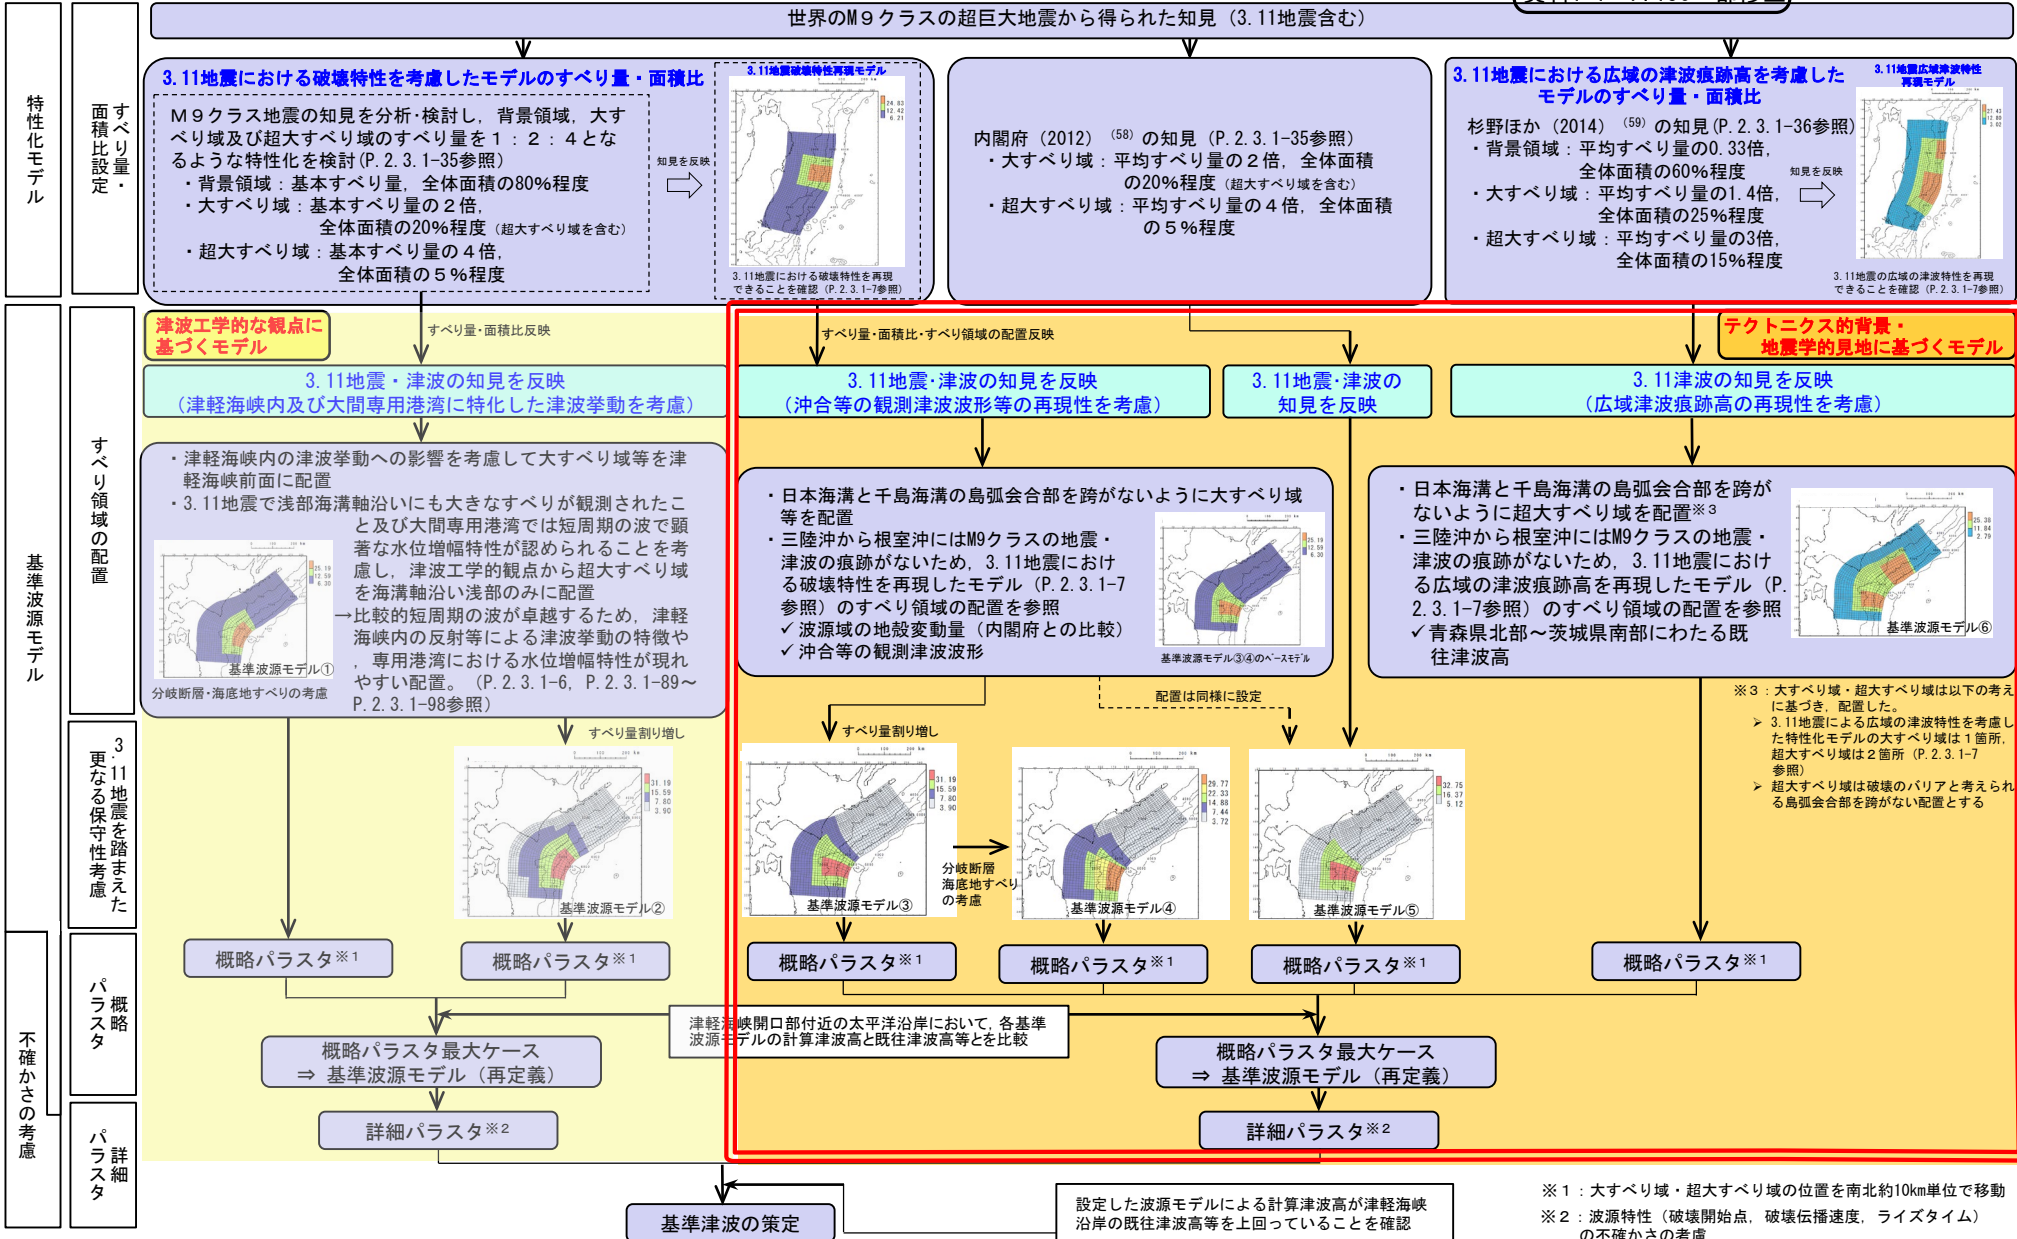 世界のM９クラスの超巨大地震から得られた知見（3.11地震含む）
特性化モデル
すべり量・
面積比設定
3.11地震における破壊特性を考慮したモデルのすべり量・面積比
Ｍ９クラス地震の知見を分析・検討し，背景領域，大す
べり域及び超大すべり域のすべり量を１：２：４とな
るような特性化を検討(P.2.3.1-35参照)
・背景領域：基本すべり量，全体面積の80%程度
・大すべり域：基本すべり量の２倍，
全体面積の20%程度（超大すべり域を含む）
・超大すべり域：基本すべり量の４倍，
全体面積の５%程度
知見を反映
3.11地震破壊特性再現モデル
24.83
12.42
6.21
3.11地震における破壊特性を再現
できることを確認（P.2.3.1-7参照）
内閣府（2012）(58) の知見（P.2.3.1-35参照）
・大すべり域：平均すべり量の２倍，全体面積
の20%程度（超大すべり域を含む）
・超大すべり域：平均すべり量の４倍，全体面積
の５%程度
3.11地震における広域の津波痕跡高を考慮した
モデルのすべり量・面積比
杉野ほか（2014）(59) の知見(P.2.3.1-36参照)
・背景領域：平均すべり量の0.33倍，
全体面積の60%程度
・大すべり域：平均すべり量の1.4倍，
全体面積の25%程度
・超大すべり域：平均すべり量の3倍，
全体面積の15%程度
知見を反映
3.11地震広域津波特性
再現モデル
3.11地震の広域の津波特性を再現
できることを確認（P.2.3.1-7参照）
基準波源モデル
すべり領域の配置
津波工学的な観点に
基づくモデル
すべり量・面積比反映
すべり量・面積比・すべり領域の配置反映
テクトニクス的背景・
地震学的見地に基づくモデル
3.11地震・津波の知見を反映
（津軽海峡内及び大間専用港湾に特化した津波挙動を考慮）
3.11地震・津波の知見を反映
（沖合等の観測津波波形等の再現性を考慮）
3.11地震・津波の
知見を反映
3.11津波の知見を反映
（広域津波痕跡高の再現性を考慮）
・津軽海峡内の津波挙動への影響を考慮して大すべり域等を津
軽海峡前面に配置
・3.11地震で浅部海溝軸沿いにも大きなすべりが観測されたこ
と及び大間専用港湾では短周期の波で顕
著な水位増幅特性が認められることを考
慮し，津波工学的観点から超大すべり域
を海溝軸沿い浅部のみに配置
→比較的短周期の波が卓越するため，津軽
海峡内の反射等による津波挙動の特徴や
，専用港湾における水位増幅特性が現れ
やすい配置。（P.2.3.1-6，P.2.3.1-89～
P.2.3.1-98参照）
25.19
12.59
6.30
基準波源モデル①
分岐断層・海底地すべりの考慮
・日本海溝と千島海溝の島弧会合部を跨がないように大すべり域
等を配置
・三陸沖から根室沖にはM9クラスの地震・
津波の痕跡がないため，3.11地震におけ
る破壊特性を再現したモデル（P.2.3.1-7
参照）のすべり領域の配置を参照
✓波源域の地殻変動量（内閣府との比較）
✓沖合等の観測津波波形
25.19
12.59
6.30
基準波源モデル③④のベースモデル
・日本海溝と千島海溝の島弧会合部を跨が
ないように超大すべり域を配置※3
・三陸沖から根室沖にはM9クラスの地震・
津波の痕跡がないため，3.11地震におけ
る広域の津波痕跡高を再現したモデル（P.
2.3.1-7参照）のすべり領域の配置を参照
✓青森県北部～茨城県南部にわたる既
往津波高
25.38
11.84
2.79
基準波源モデル⑥
※３：大すべり域・超大すべり域は以下の考え
に基づき，配置した。
➢ 3.11地震による広域の津波特性を考慮し
た特性化モデルの大すべり域は１箇所，
超大すべり域は２箇所（P.2.3.1-7
参照）
➢ 超大すべり域は破壊のバリアと考えられ
る島弧会合部を跨がない配置とする
3.11地震を踏まえた
更なる保守性考慮
すべり量割り増し
すべり量割り増し
配置は同様に設定
31.19
15.59
7.80
3.90
基準波源モデル②
31.19
15.59
7.80
3.90
基準波源モデル③
分岐断層
海底地すべり
の考慮
29.77
22.33
14.88
7.44
3.72
基準波源モデル④
32.75
16.37
5.12
基準波源モデル⑤
不確かさの考慮
概略
パラスタ
概略パラスタ※1
概略パラスタ※1
概略パラスタ※1
概略パラスタ※1
概略パラスタ※1
概略パラスタ※1
津軽海峡開口部付近の太平洋沿岸において，各基準
波源モデルの計算津波高と既往津波高等とを比較
概略パラスタ最大ケース
⇒ 基準波源モデル（再定義）
概略パラスタ最大ケース
⇒ 基準波源モデル（再定義）
詳細
パラスタ
詳細パラスタ※2
詳細パラスタ※2
基準津波の策定
設定した波源モデルによる計算津波高が津軽海峡
沿岸の既往津波高等を上回っていることを確認
※１：大すべり域・超大すべり域の位置を南北約10km単位で移動
※２：波源特性（破壊開始点，破壊伝播速度，ライズタイム）
の不確かさの考慮